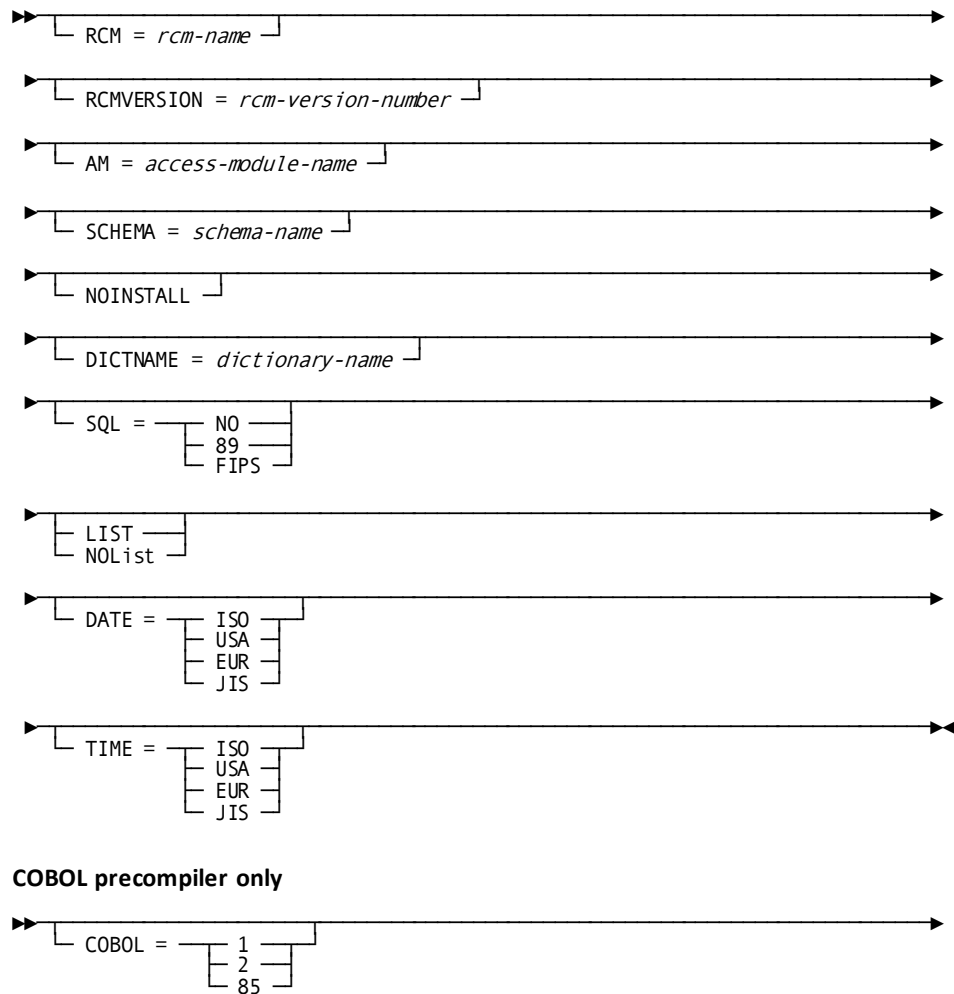 RCM = rcm-name
RCMVERSION = rcm-version-number
AM = access-module-name
SCHEMA = schema-name
NOINSTALL
DICTNAME = dictionary-name
SQL = NO
89
FIPS
LIST
NOList
DATE = ISO
USA
EUR
JIS
TIME = ISO
USA
EUR
JIS
COBOL precompiler only
COBOL = 1
2
85